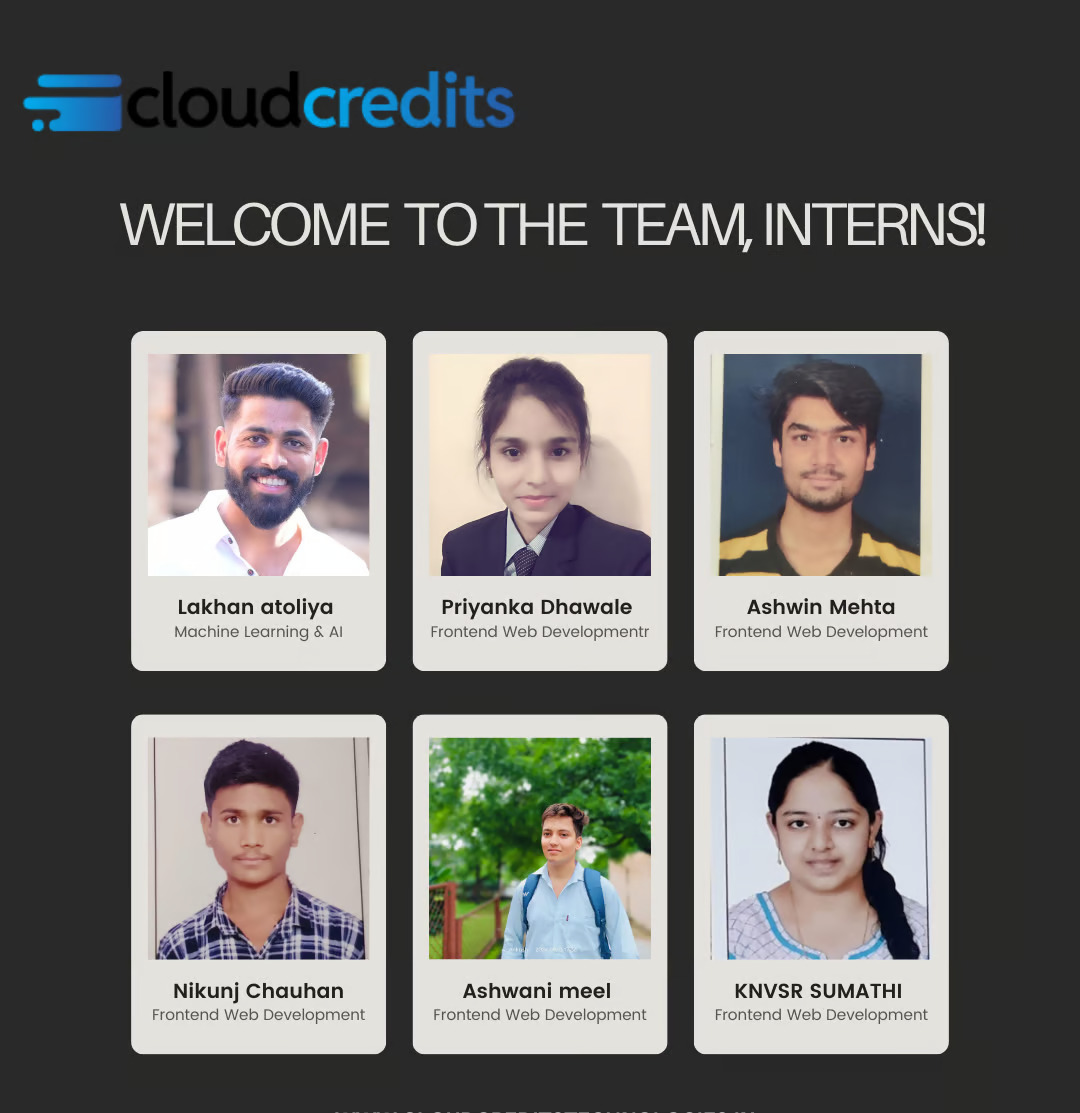 cloudcredits
WELCOME TO THE TEAM, INTERNS!
Lakhan atoliya
Machine Learning & AI
Priyanka Dhawale
Frontend Web Developmentr
Ashwin Mehta
Frontend Web Development
Nikunj Chauhan
Frontend Web Development
Ashwani meel
Frontend Web Development
KNVSR SUMATHI
Frontend Web Development